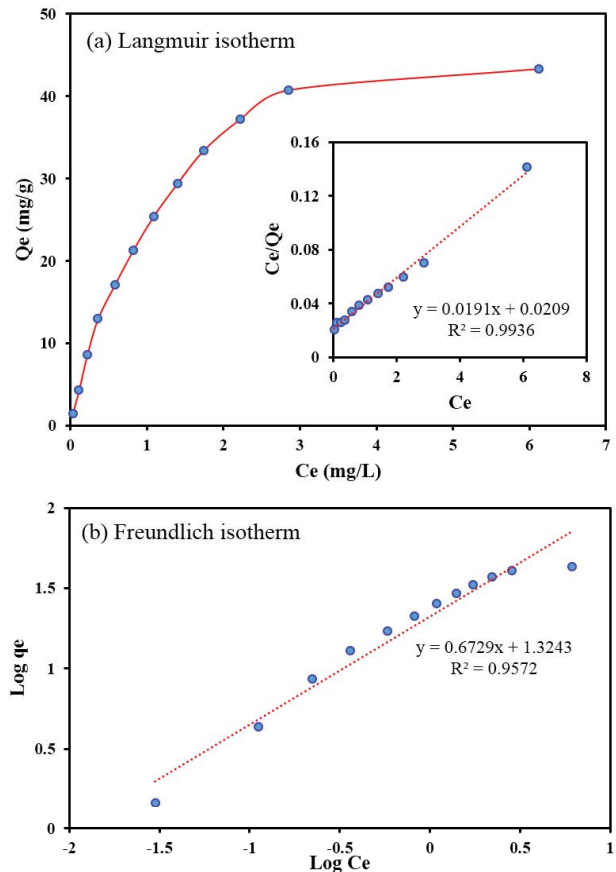 (a) Langmuir isotherm
Qe (mg/g)
50
40
30
20
10
0
0 1 2 3 4 5 6 7
Ce (mg/L)
Ce/Qe
0.16
0.12
0.08
0.04
0
y = 0.0191x + 0.0209
R² = 0.9936
0 2 4 6 8
Ce
(b) Freundlich isotherm
Log qe
2
1.5
1
0.5
0
y = 0.6729x + 1.3243
R² = 0.9572
-2 -1.5 -1 -0.5 0 0.5 1
Log Ce